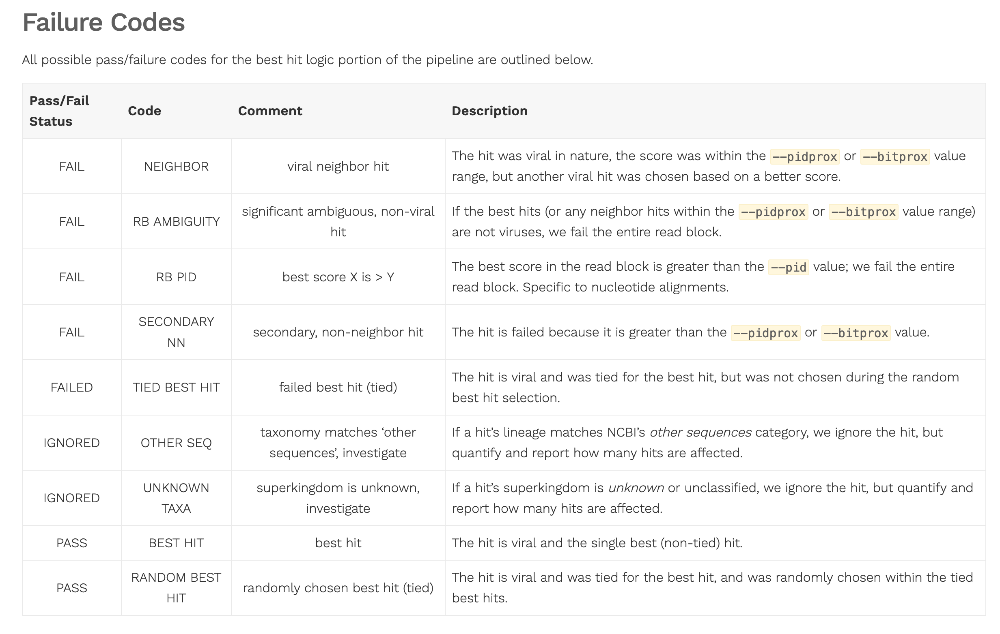 Failure Codes
All possible pass/failure codes for the best hit logic portion of the pipeline are outlined below.
Pass/Fail
Status
Code
Comment
Description
FAIL
NEIGHBOR
viral neighbor hit
The hit was viral in nature, the score was within the --pidprox or --bitprox value
range, but another viral hit was chosen based on a better score.
FAIL
RB AMBIGUITY
significant ambiguous, non-viral
hit
If the best hits (or any neighbor hits within the --pidprox or --bitprox value range)
are not viruses, we fail the entire read block.
FAIL
RB PID
best score X is > Y
The best score in the read block is greater than the --pid value; we fail the entire
read block. Specific to nucleotide alignments.
FAIL
SECONDARY
NN
secondary, non-neighbor hit
The hit is failed because it is greater than the --pidprox or --bitprox value.
FAILED
TIED BEST HIT
failed best hit (tied)
The hit is viral and was tied for the best hit, but was not chosen during the random
best hit selection.
IGNORED
OTHER SEQ
taxonomy matches ‘other
sequences’, investigate
If a hit’s lineage matches NCBI’s other sequences category, we ignore the hit, but
quantify and report how many hits are affected.
IGNORED
UNKNOWN
TAXA
superkingdom is unknown,
investigate
If a hit’s superkingdom is unknown or unclassified, we ignore the hit, but quantify and
report how many hits are affected.
PASS
BEST HIT
best hit
The hit is viral and the single best (non-tied) hit.
PASS
RANDOM BEST
HIT
randomly chosen best hit (tied)
The hit is viral and was tied for the best hit, and was randomly chosen within the tied
best hits.